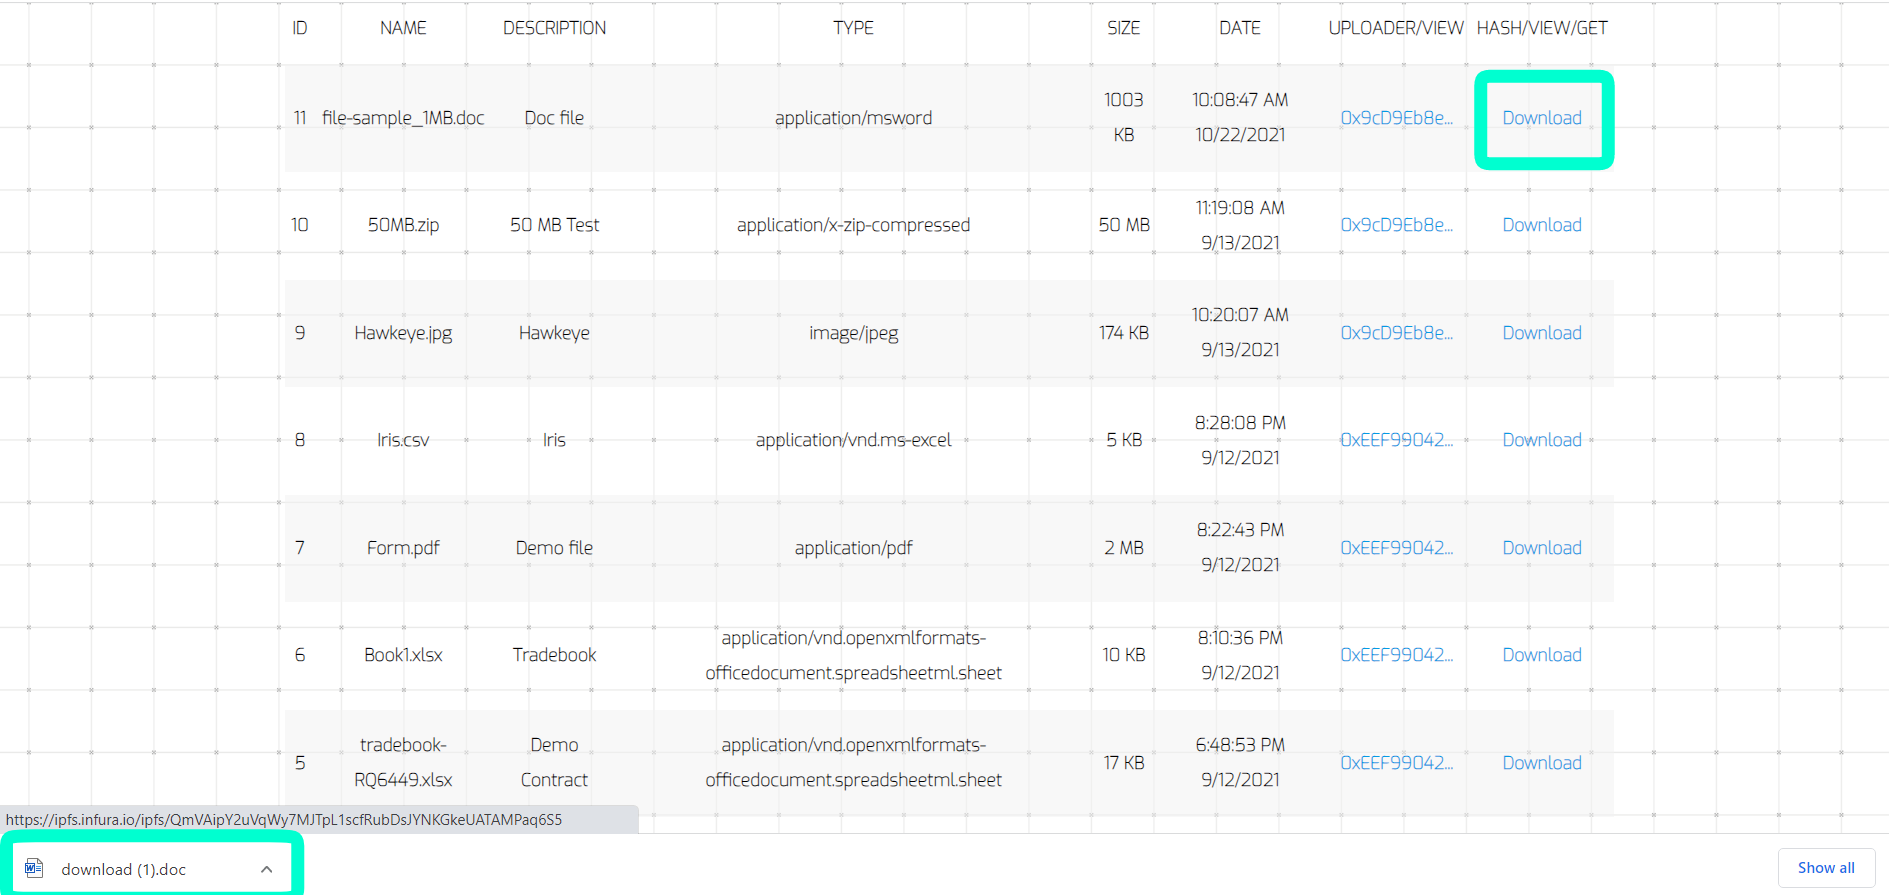 ID NAME DESCRIPTION TYPE SIZE DATE UPLOADER/VIEW HASH/VIEW/GET
11 file-sample_1MB.doc Doc file application/msword 1003 KB 10:08:47 AM 10/22/2021 0x9cD9Eb8e... Download
10 50MB.zip 50 MB Test application/x-zip-compressed 50 MB 11:19:08 AM 9/13/2021 0x9cD9Eb8e... Download
9 Hawkeye.jpg Hawkeye image/jpeg 174 KB 10:20:07 AM 9/13/2021 0x9cD9Eb8e... Download
8 Iris.csv Iris application/vnd.ms-excel 5 KB 8:28:08 PM 9/12/2021 0xEEF99042... Download
7 Form.pdf Demo file application/pdf 2 MB 8:22:43 PM 9/12/2021 0xEEF99042... Download
6 Book1.xlsx Tradebook application/vnd.openxmlformats-officedocument.spreadsheetml.sheet 10 KB 8:10:36 PM 9/12/2021 0xEEF99042... Download
5 tradebook-RQ6449.xlsx Demo Contract application/vnd.openxmlformats-officedocument.spreadsheetml.sheet 17 KB 6:48:53 PM 9/12/2021 0xEEF99042... Download
https://ipfs.infura.io/ipfs/QmVAipY2uVqWy7MJTpL1scfRubDsJYNKGkeUATAMPaq6S5
download (1).doc
Show all